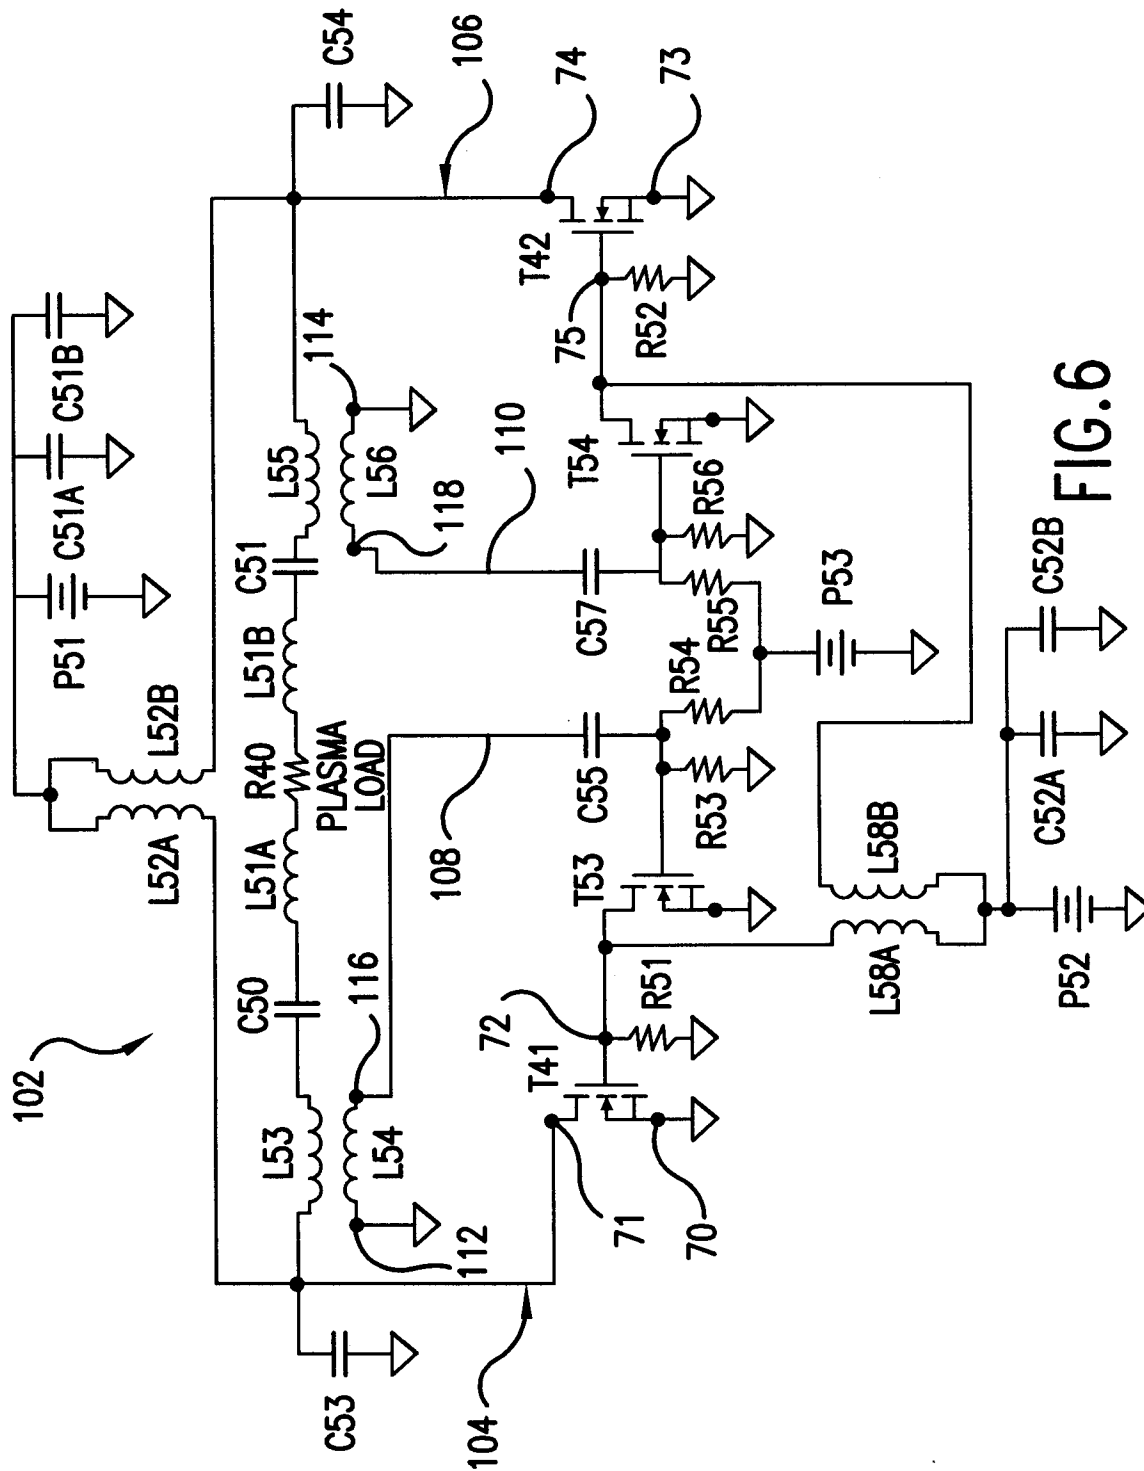 102
P51
C51A
C51B
L52A
L52B
C54
106
C53
104
L53
C50
L51A
R40
L51B
C51
L55
PLASMA
LOAD
L54
L56
112
116
118
114
108
110
74
73
71
70
T41
72
R51
T53
C55
R53
R54
C57
R55
R56
T54
75
R52
T42
P53
L58A
L58B
P52
C52A
C52B
FIG.6